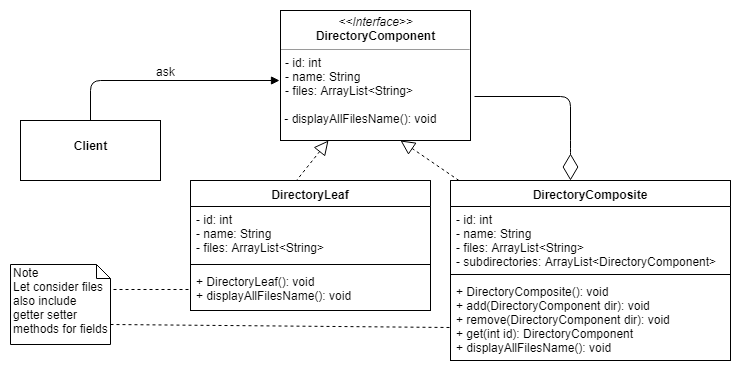 <<Interface>>
DirectoryComponent
- id: int
- name: String
- files: ArrayList<String>
- displayAllFilesName(): void
ask
Client
DirectoryLeaf
- id: int
- name: String
- files: ArrayList<String>
+ DirectoryLeaf(): void
+ displayAllFilesName(): void
DirectoryComposite
- id: int
- name: String
- files: ArrayList<String>
- subdirectories: ArrayList<DirectoryComponent>
+ DirectoryComposite(): void
+ add(DirectoryComponent dir): void
+ remove(DirectoryComponent dir): void
+ get(int id): DirectoryComponent
+ displayAllFilesName(): void
Note
Let consider files
also include
getter setter
methods for fields